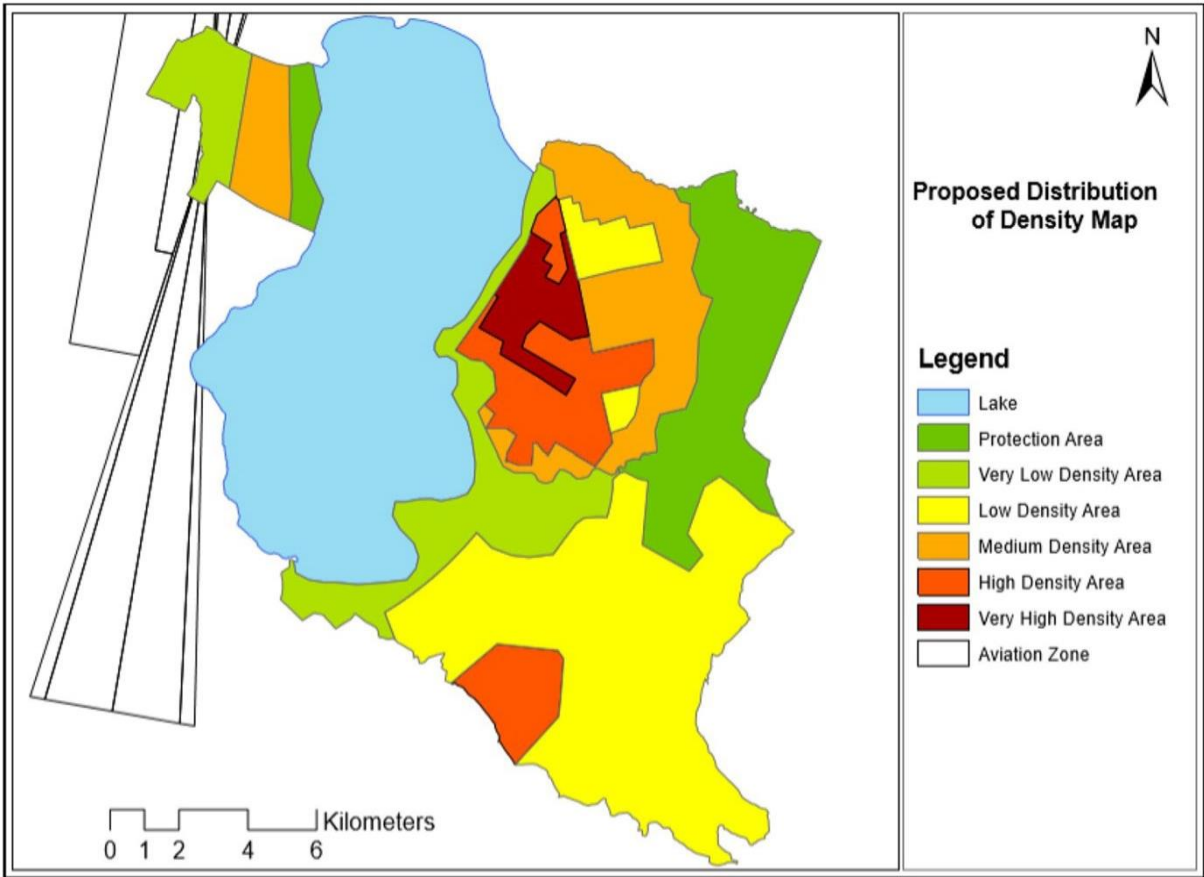 N
Proposed Distribution
of Density Map
Legend
Lake
Protection Area
Very Low Density Area
Low Density Area
Medium Density Area
High Density Area
Very High Density Area
Aviation Zone
Kilometers
0 1 2 4 6